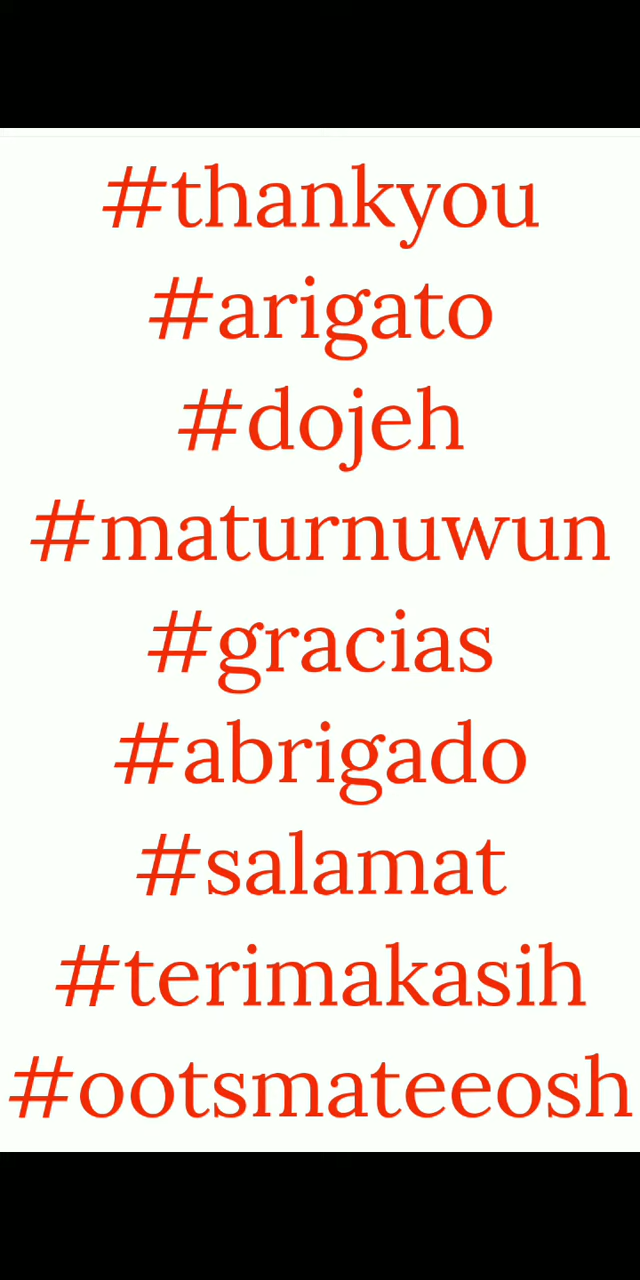 #thankyou
#arigato
#dojeh
#maturnuwun
#gracias
#abrigado
#salamat
#terimakasih
#ootsmateeosh